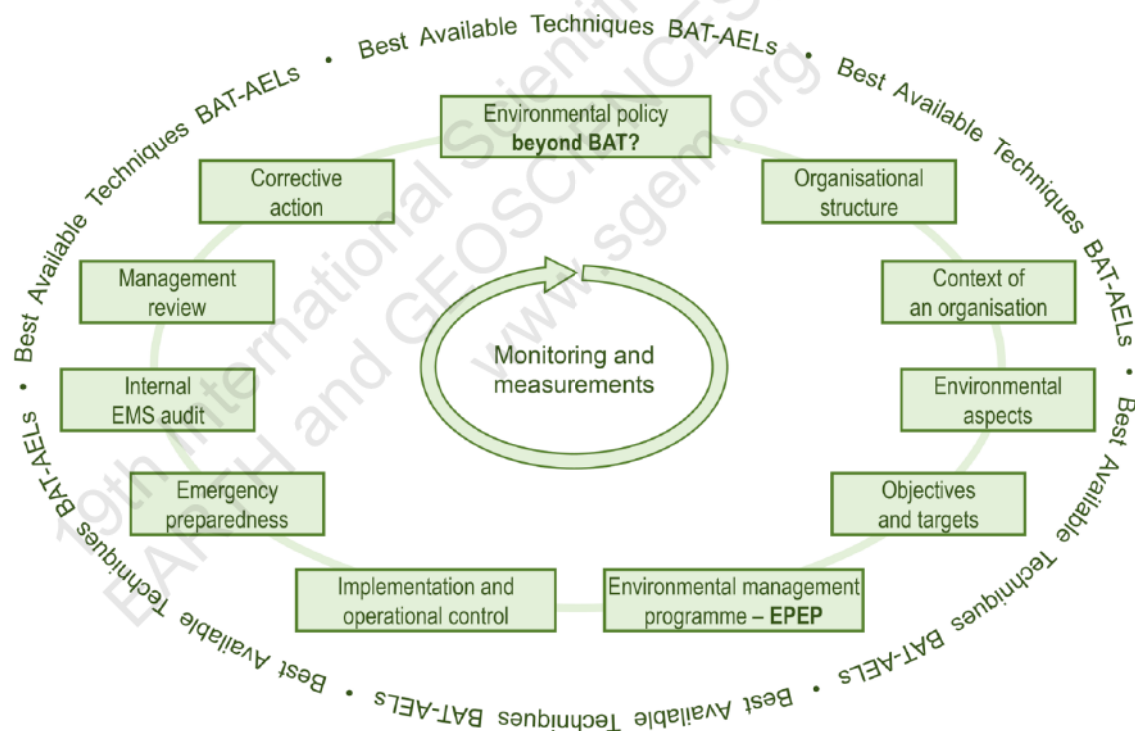 Best Available Techniques BAT-AELs •
Best Available Techniques BAT-AELs •
Best Available Techniques BAT-AELs •
Best Available Techniques BAT-AELs •
Best Available Techniques BAT-AELs •
Best Available Techniques BAT-AELs •
Environmental policy
beyond BAT?
Organisational
structure
Context of
an organisation
Environmental
aspects
Objectives
and targets
Environmental management
programme – EPEP
Implementation and
operational control
Emergency
preparedness
Internal
EMS audit
Management
review
Corrective
action
Monitoring and
measurements
19th International
EARTH and GEOSCIENCES
www.sgem.org